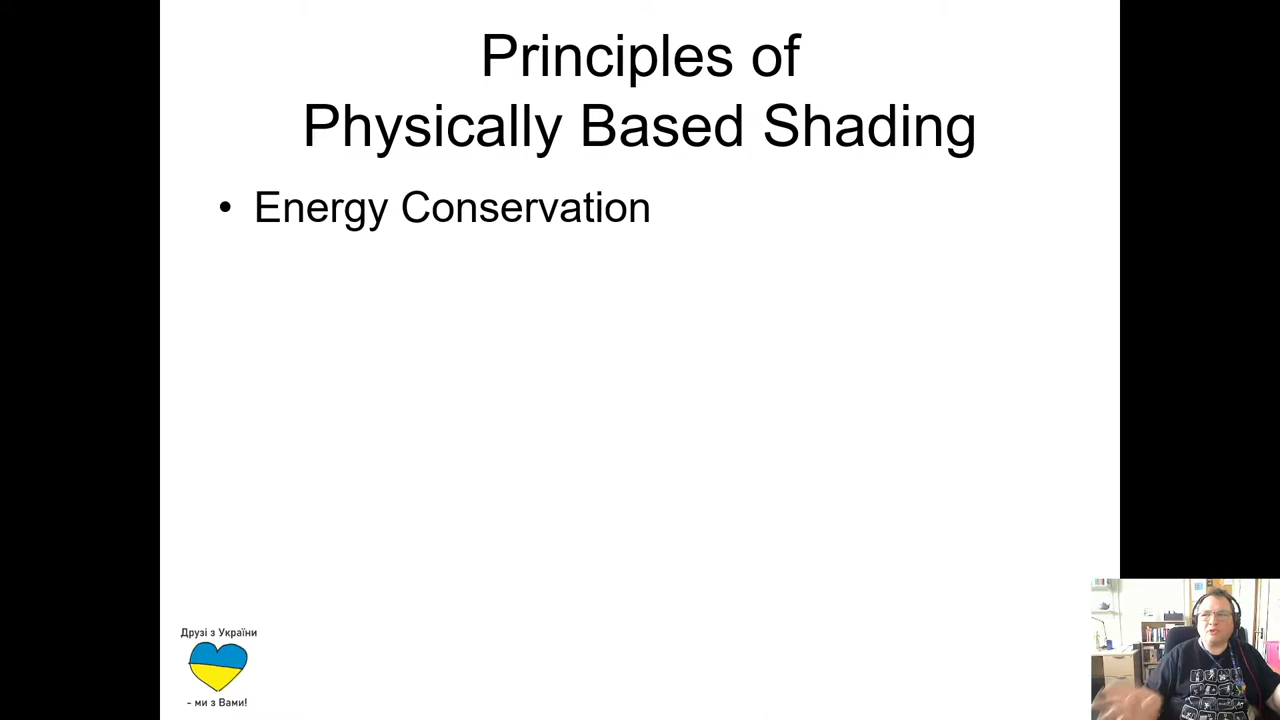 Principles of
Physically Based Shading
• Energy Conservation
Друзі з України
- ми з Вами!